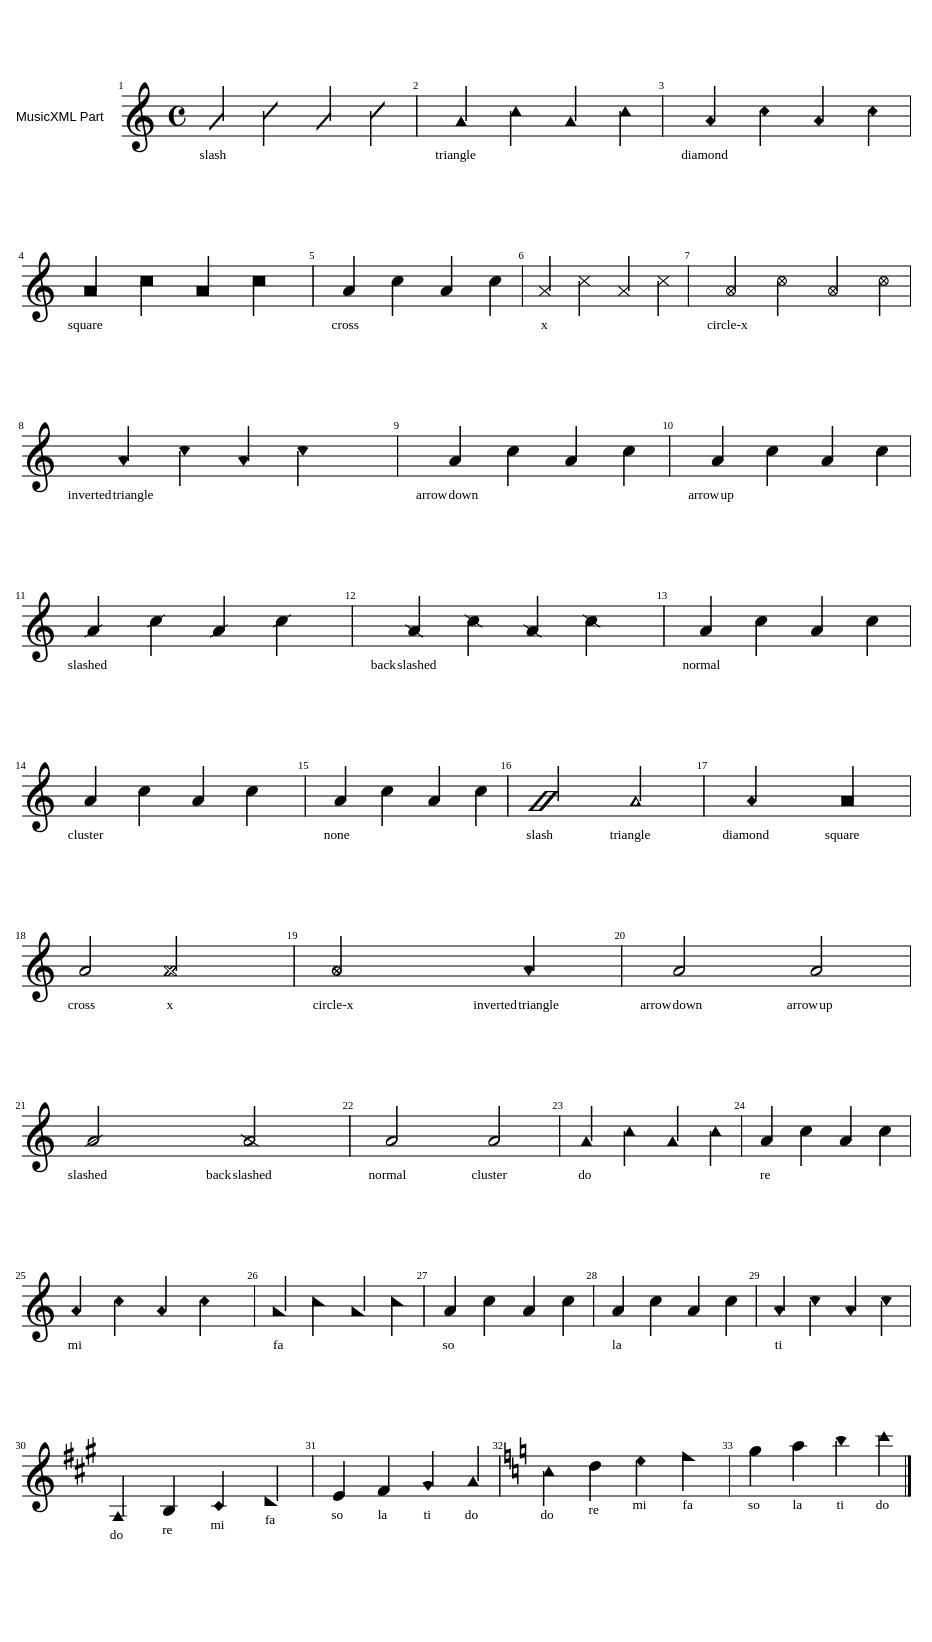 1 2 3
MusicXML Part
slash triangle diamond
4 5 6 7
square cross x circle-x
8 9 10
inverted triangle arrow down arrow up
11 12 13
slashed back slashed normal
14 15 16 17
cluster none slash triangle diamond square
18 19 20
cross x circle-x inverted triangle arrow down arrow up
21 22 23 24
slashed back slashed normal cluster do re
25 26 27 28 29
mi fa so la ti
30 31 32 33
do re mi fa so la ti do do re mi fa so la ti do